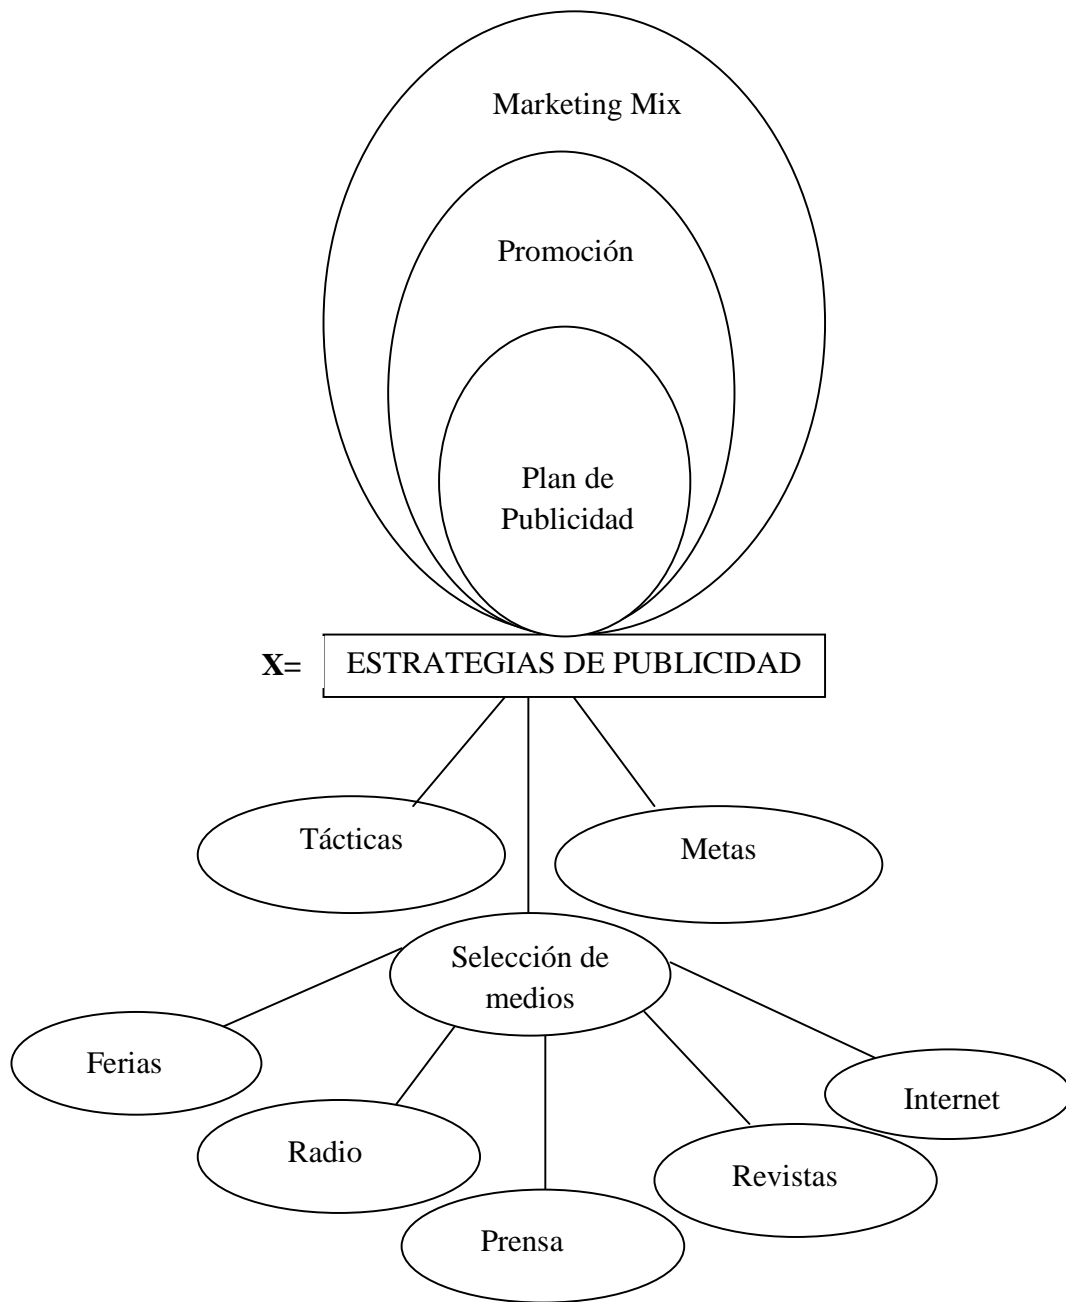 Marketing Mix
Promoción
Plan de
Publicidad
X= ESTRATEGIAS DE PUBLICIDAD
Tácticas
Metas
Selección de
medios
Ferias
Internet
Radio
Revistas
Prensa